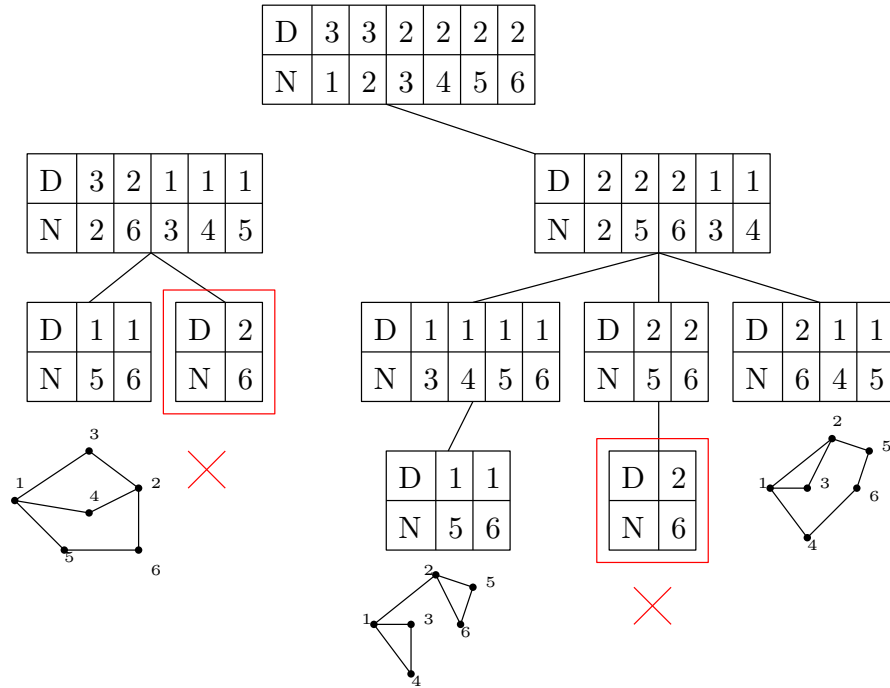 D 3 3 2 2 2 2
N 1 2 3 4 5 6
D 3 2 1 1 1
N 2 6 3 4 5
D 2 2 2 1 1
N 2 5 6 3 4
D 1 1
N 5 6
D 2
N 6
D 1 1 1 1
N 3 4 5 6
D 2 2
N 5 6
D 2 1 1
N 6 4 5
1
3
4
2
5
6
D 1 1
N 5 6
D 2
N 6
2
5
1
3
6
4
2
5
1
3
6
4